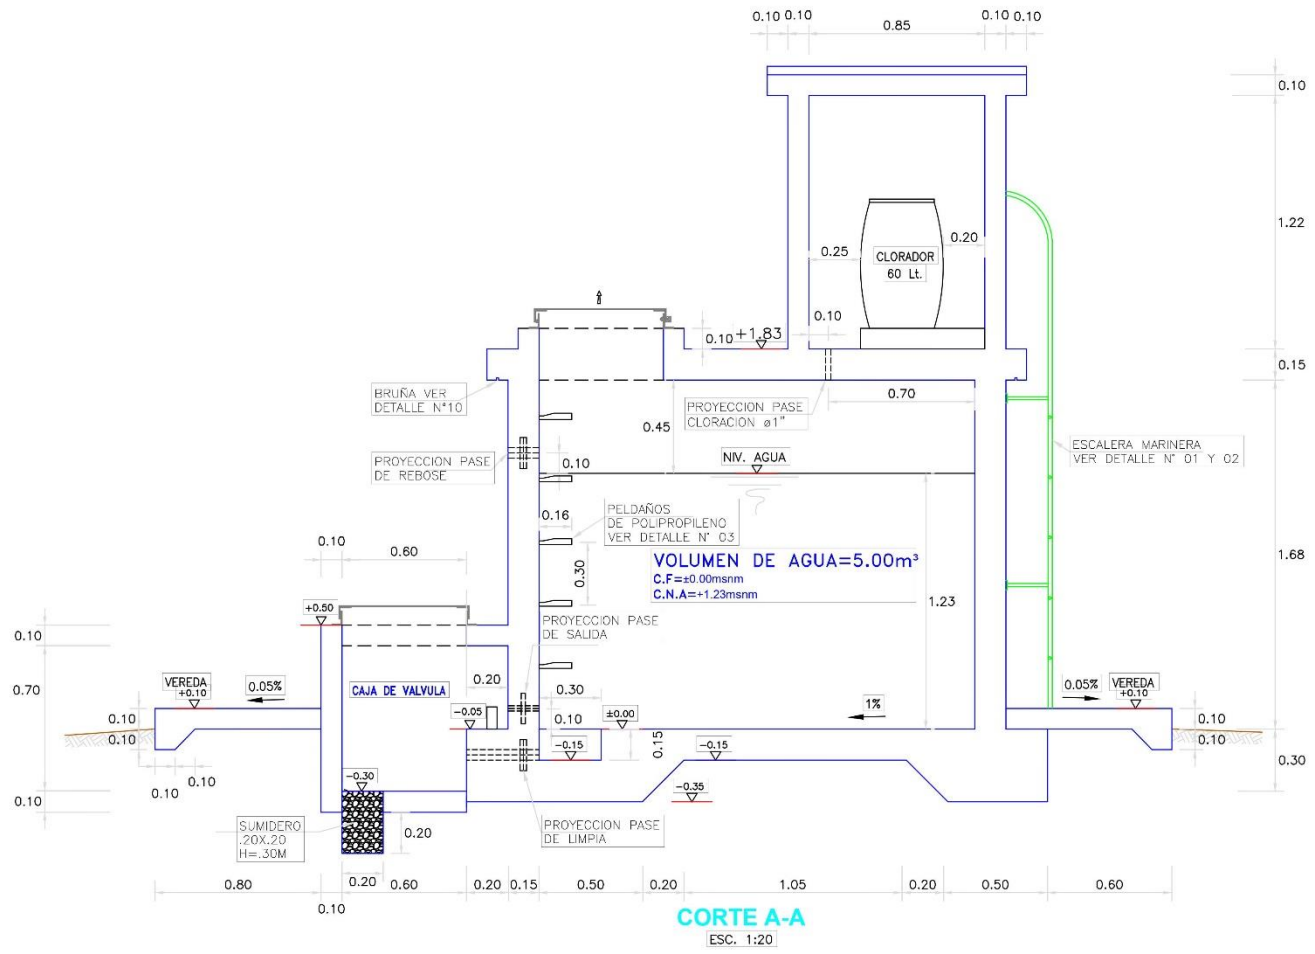 0.10 0.10 0.85 0.10 0.10
0.10
1.22
0.20
0.25
CLORADOR
60 Lt.
0.10
0.10
+1.83
0.15
BRUÑA VER
DETALLE N°10
PROYECCION PASE
CLORACION ø1"
0.70
0.45
ESCALERA MARINERA
VER DETALLE N° 01 Y 02
PROYECCION PASE
DE REBOSE
0.10
NIV. AGUA
0.16
PELDAÑOS
DE POLIPROPILENO
VER DETALLE N° 03
0.10 0.60
0.30
VOLUMEN DE AGUA=5.00m³
C.F=±0.00msnm
C.N.A=+1.23msnm
1.68
1.23
+0.50
0.10
PROYECCION PASE
DE SALIDA
0.70
VEREDA
+0.10
0.05%
CAJA DE VALVULA
0.20
0.30
1%
0.05%
VEREDA
+0.10
0.10
0.10
-0.05
0.10
±0.00
0.15
0.10
0.10
-0.15
-0.15
0.30
-0.30
-0.35
0.10
0.10
0.10
SUMIDERO
.20X.20
H=.30M
0.20
PROYECCION PASE
DE LIMPIA
0.80 0.20 0.60 0.20 0.15 0.50 0.20 1.05 0.20 0.50 0.60
0.10
CORTE A-A
ESC. 1:20